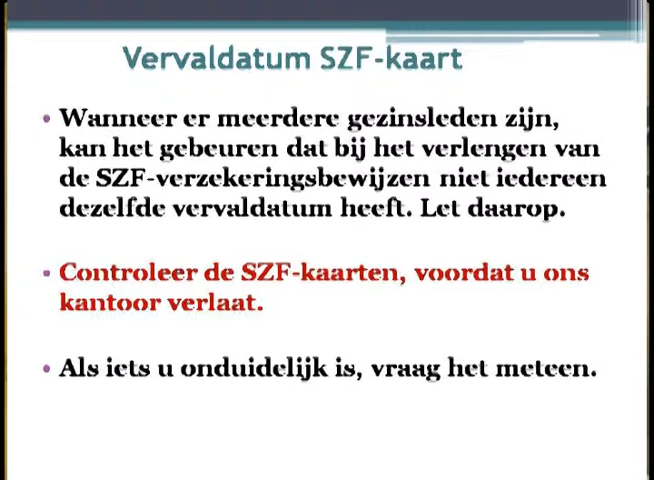 Vervaldatum SZF-kaart
• Wanneer er meerdere gezinsleden zijn,
kan het gebeuren dat bij het verlengen van
de SZF-verzekeringsbewijzen niet iedereen
dezelfde vervaldatum heeft. Let daarop.
• Controleer de SZF-kaarten, voordat u ons
kantoor verlaat.
• Als iets u onduidelijk is, vraag het meteen.